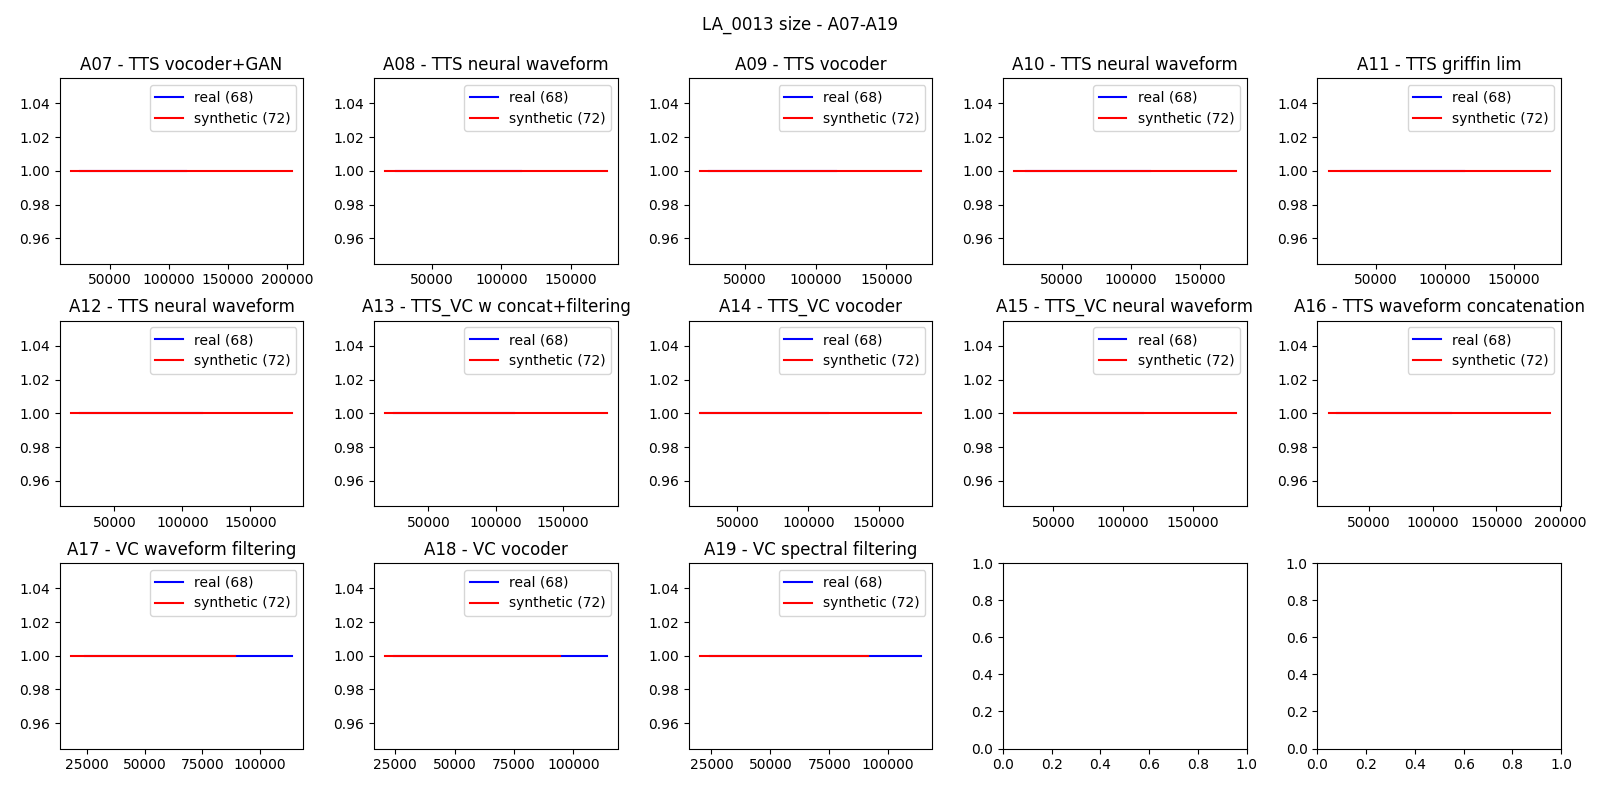 LA_0013 size - A07-A19
A07 - TTS vocoder+GAN
real (68)
synthetic (72)
1.04
1.02
1.00
0.98
0.96
50000 100000 150000 200000
A08 - TTS neural waveform
real (68)
synthetic (72)
1.04
1.02
1.00
0.98
0.96
50000 100000 150000
A09 - TTS vocoder
real (68)
synthetic (72)
1.04
1.02
1.00
0.98
0.96
50000 100000 150000
A10 - TTS neural waveform
real (68)
synthetic (72)
1.04
1.02
1.00
0.98
0.96
50000 100000 150000
A11 - TTS griffin lim
real (68)
synthetic (72)
1.04
1.02
1.00
0.98
0.96
50000 100000 150000
A12 - TTS neural waveform
real (68)
synthetic (72)
1.04
1.02
1.00
0.98
0.96
50000 100000 150000
A13 - TTS_VC w concat+filtering
real (68)
synthetic (72)
1.04
1.02
1.00
0.98
0.96
50000 100000 150000
A14 - TTS_VC vocoder
real (68)
synthetic (72)
1.04
1.02
1.00
0.98
0.96
50000 100000 150000
A15 - TTS_VC neural waveform
real (68)
synthetic (72)
1.04
1.02
1.00
0.98
0.96
50000 100000 150000
A16 - TTS waveform concatenation
real (68)
synthetic (72)
1.04
1.02
1.00
0.98
0.96
50000 100000 150000 200000
A17 - VC waveform filtering
real (68)
synthetic (72)
1.04
1.02
1.00
0.98
0.96
25000 50000 75000 100000
A18 - VC vocoder
real (68)
synthetic (72)
1.04
1.02
1.00
0.98
0.96
25000 50000 75000 100000
A19 - VC spectral filtering
real (68)
synthetic (72)
1.04
1.02
1.00
0.98
0.96
25000 50000 75000 100000
1.0
0.8
0.6
0.4
0.2
0.0
0.0 0.2 0.4 0.6 0.8 1.0
1.0
0.8
0.6
0.4
0.2
0.0
0.0 0.2 0.4 0.6 0.8 1.0